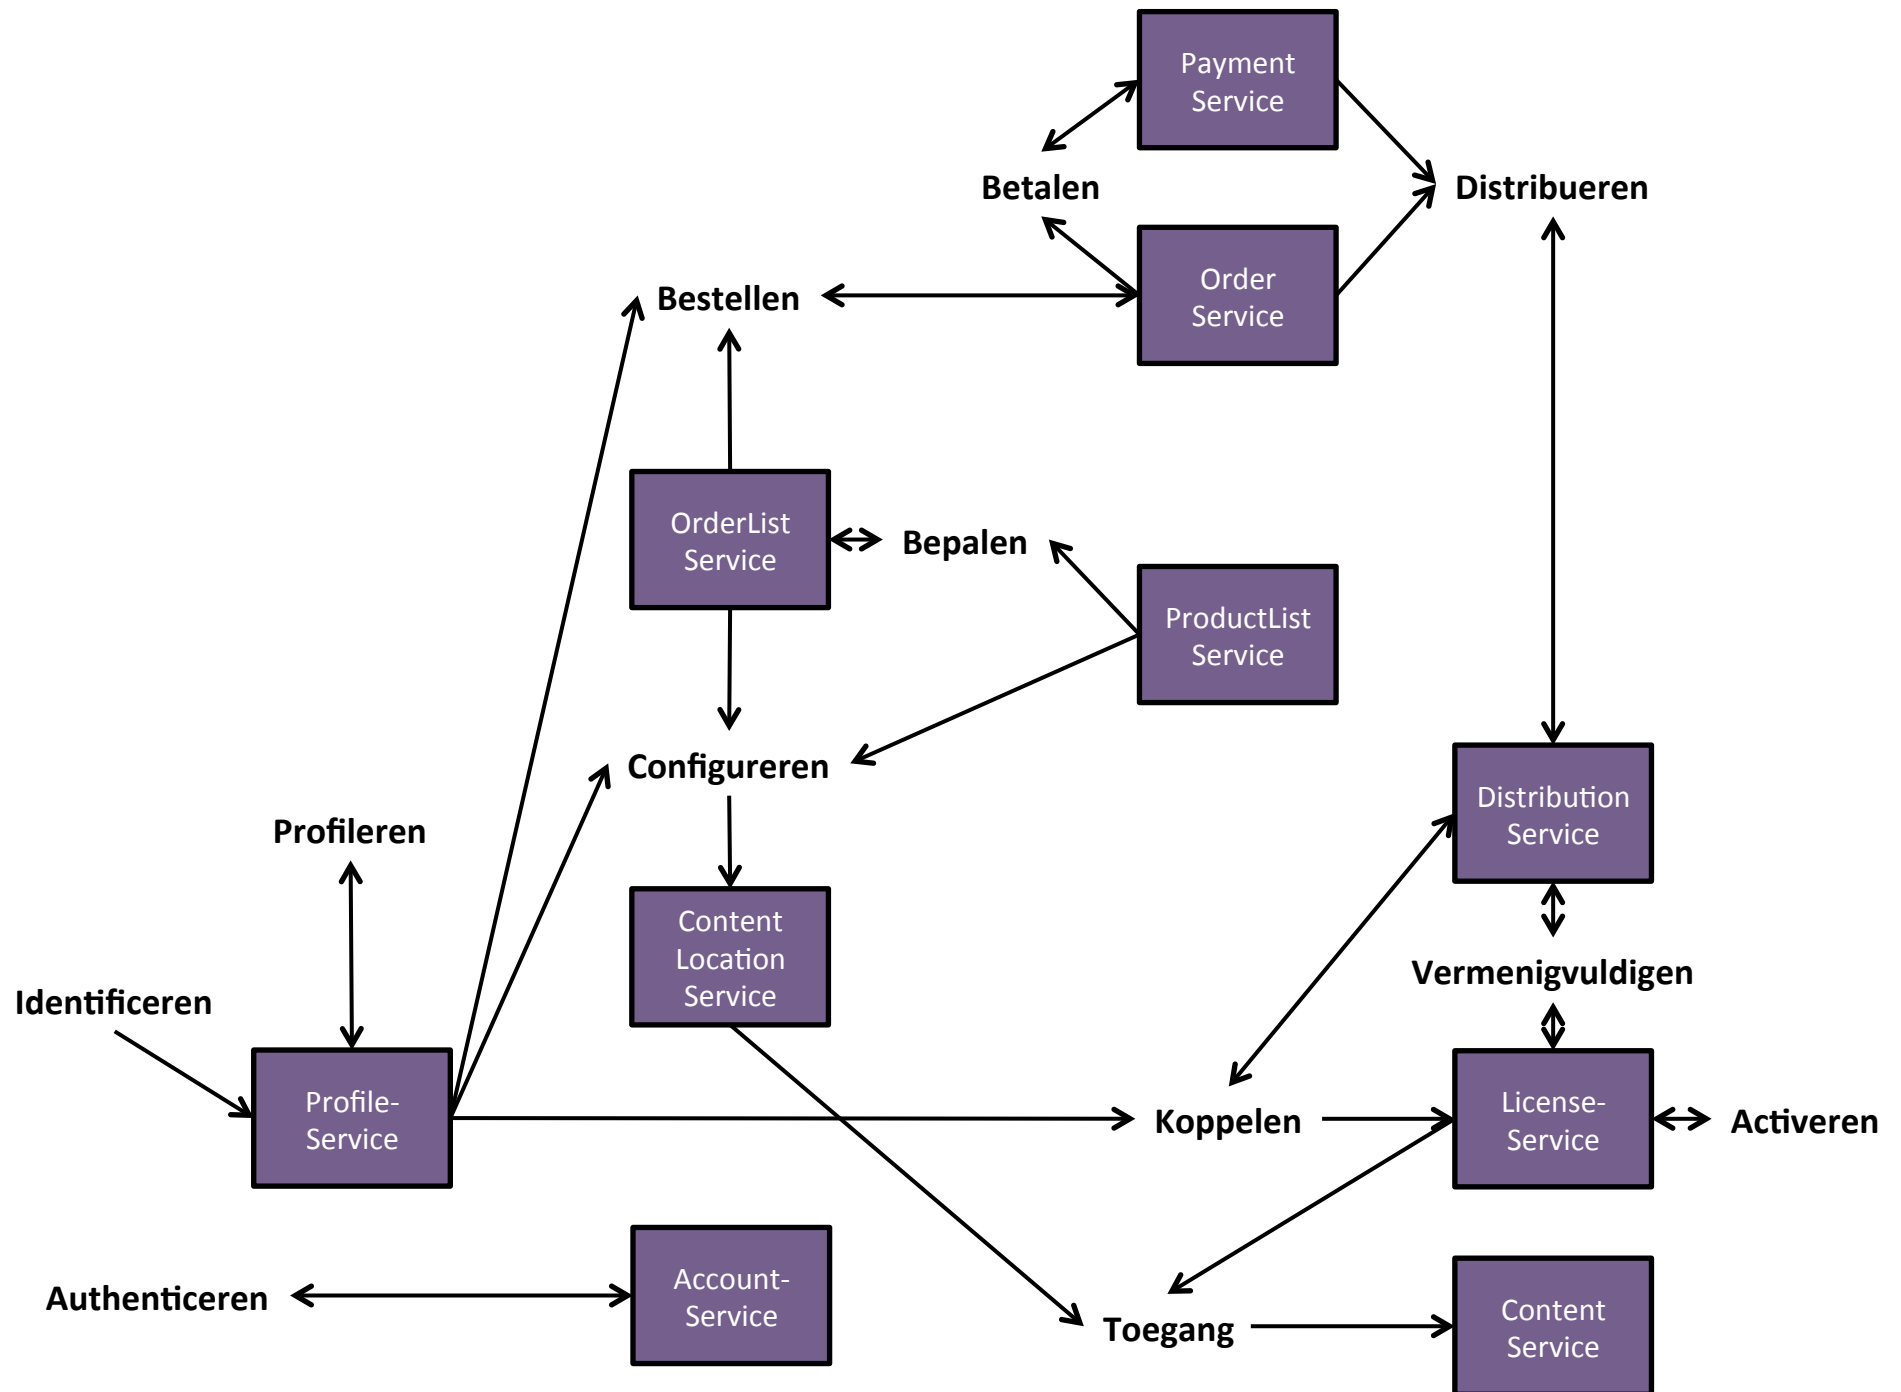 Payment
Service
Betalen
Distribueren
Order
Service
Bestellen
OrderList
Service
Bepalen
ProductList
Service
Configureren
Distribution
Service
Profileren
Content
Location
Service
Vermenigvuldigen
Identificeren
Profile-
Service
Koppelen
License-
Service
Activeren
Account-
Service
Authenticeren
Toegang
Content
Service